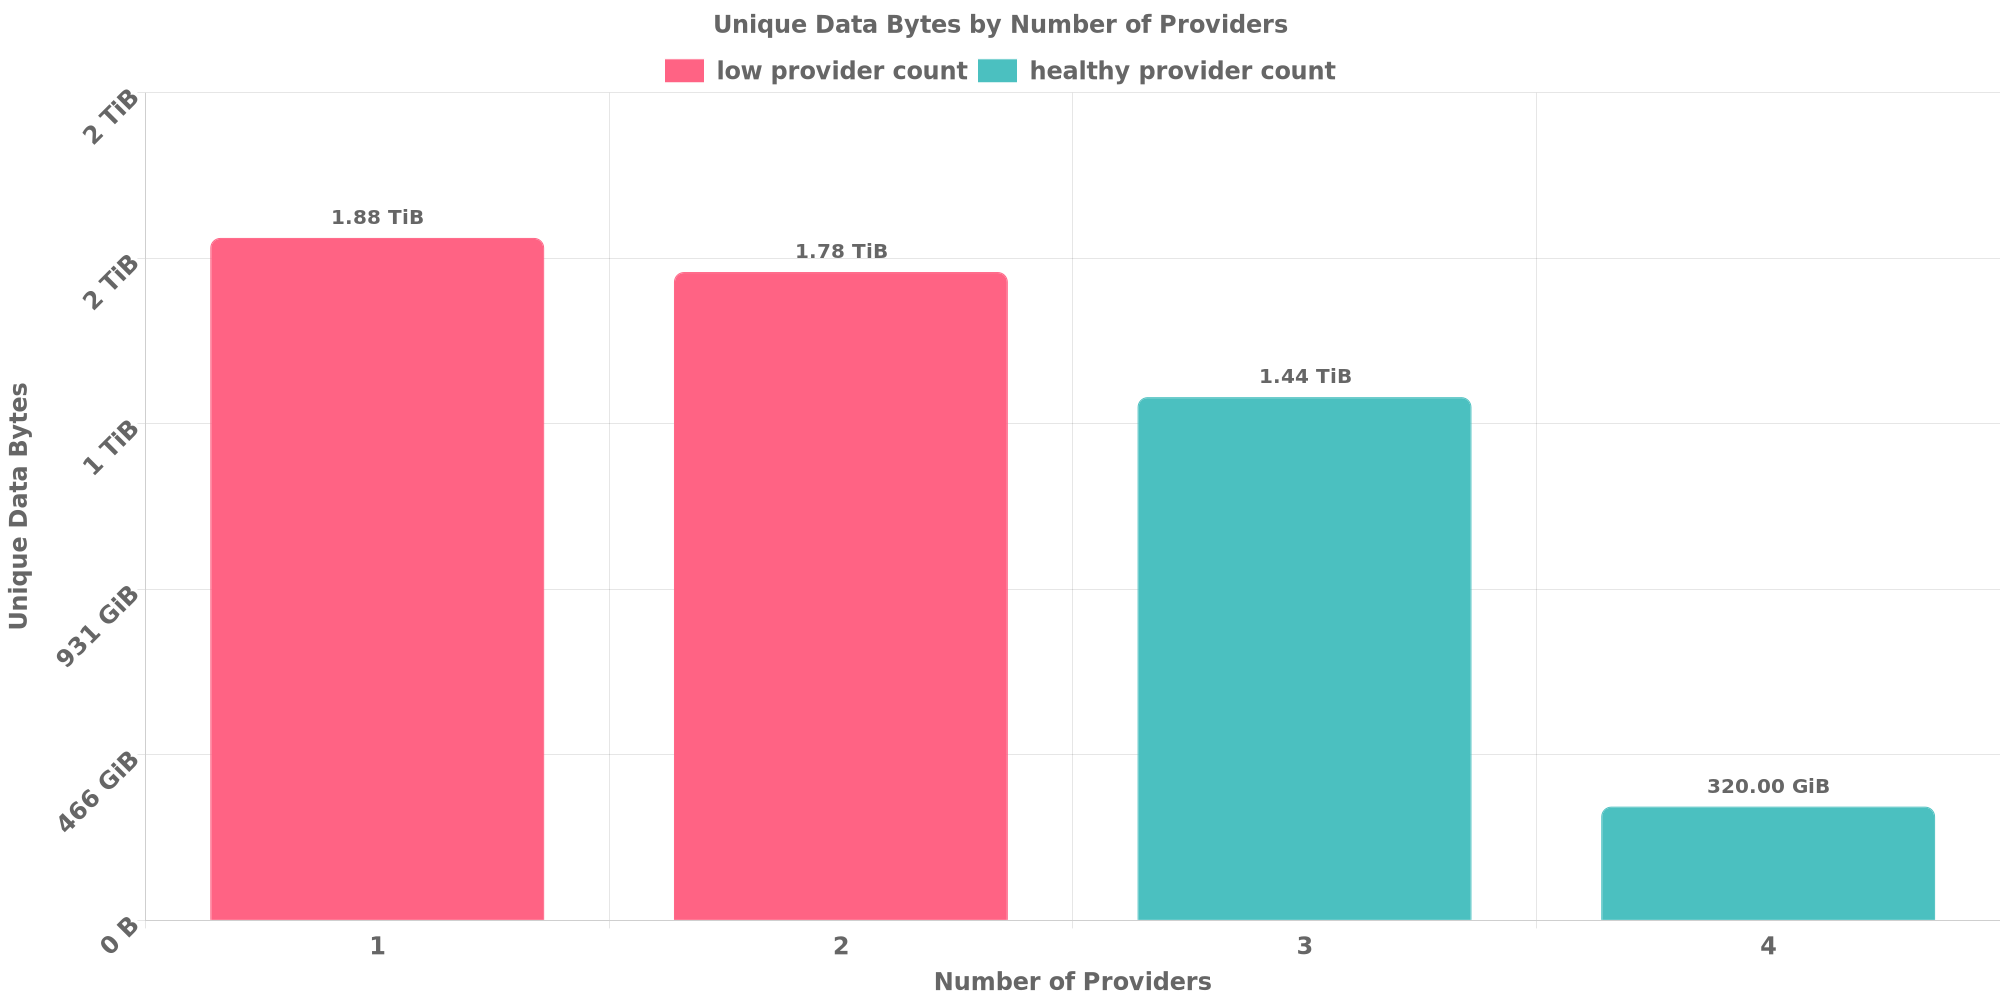 Unique Data Bytes by Number of Providers
low provider count healthy provider count
2 TiB
2 TiB
1 TiB
931 GiB
466 GiB
0 B
Unique Data Bytes
1.88 TiB
1.78 TiB
1.44 TiB
320.00 GiB
1 2 3 4
Number of Providers